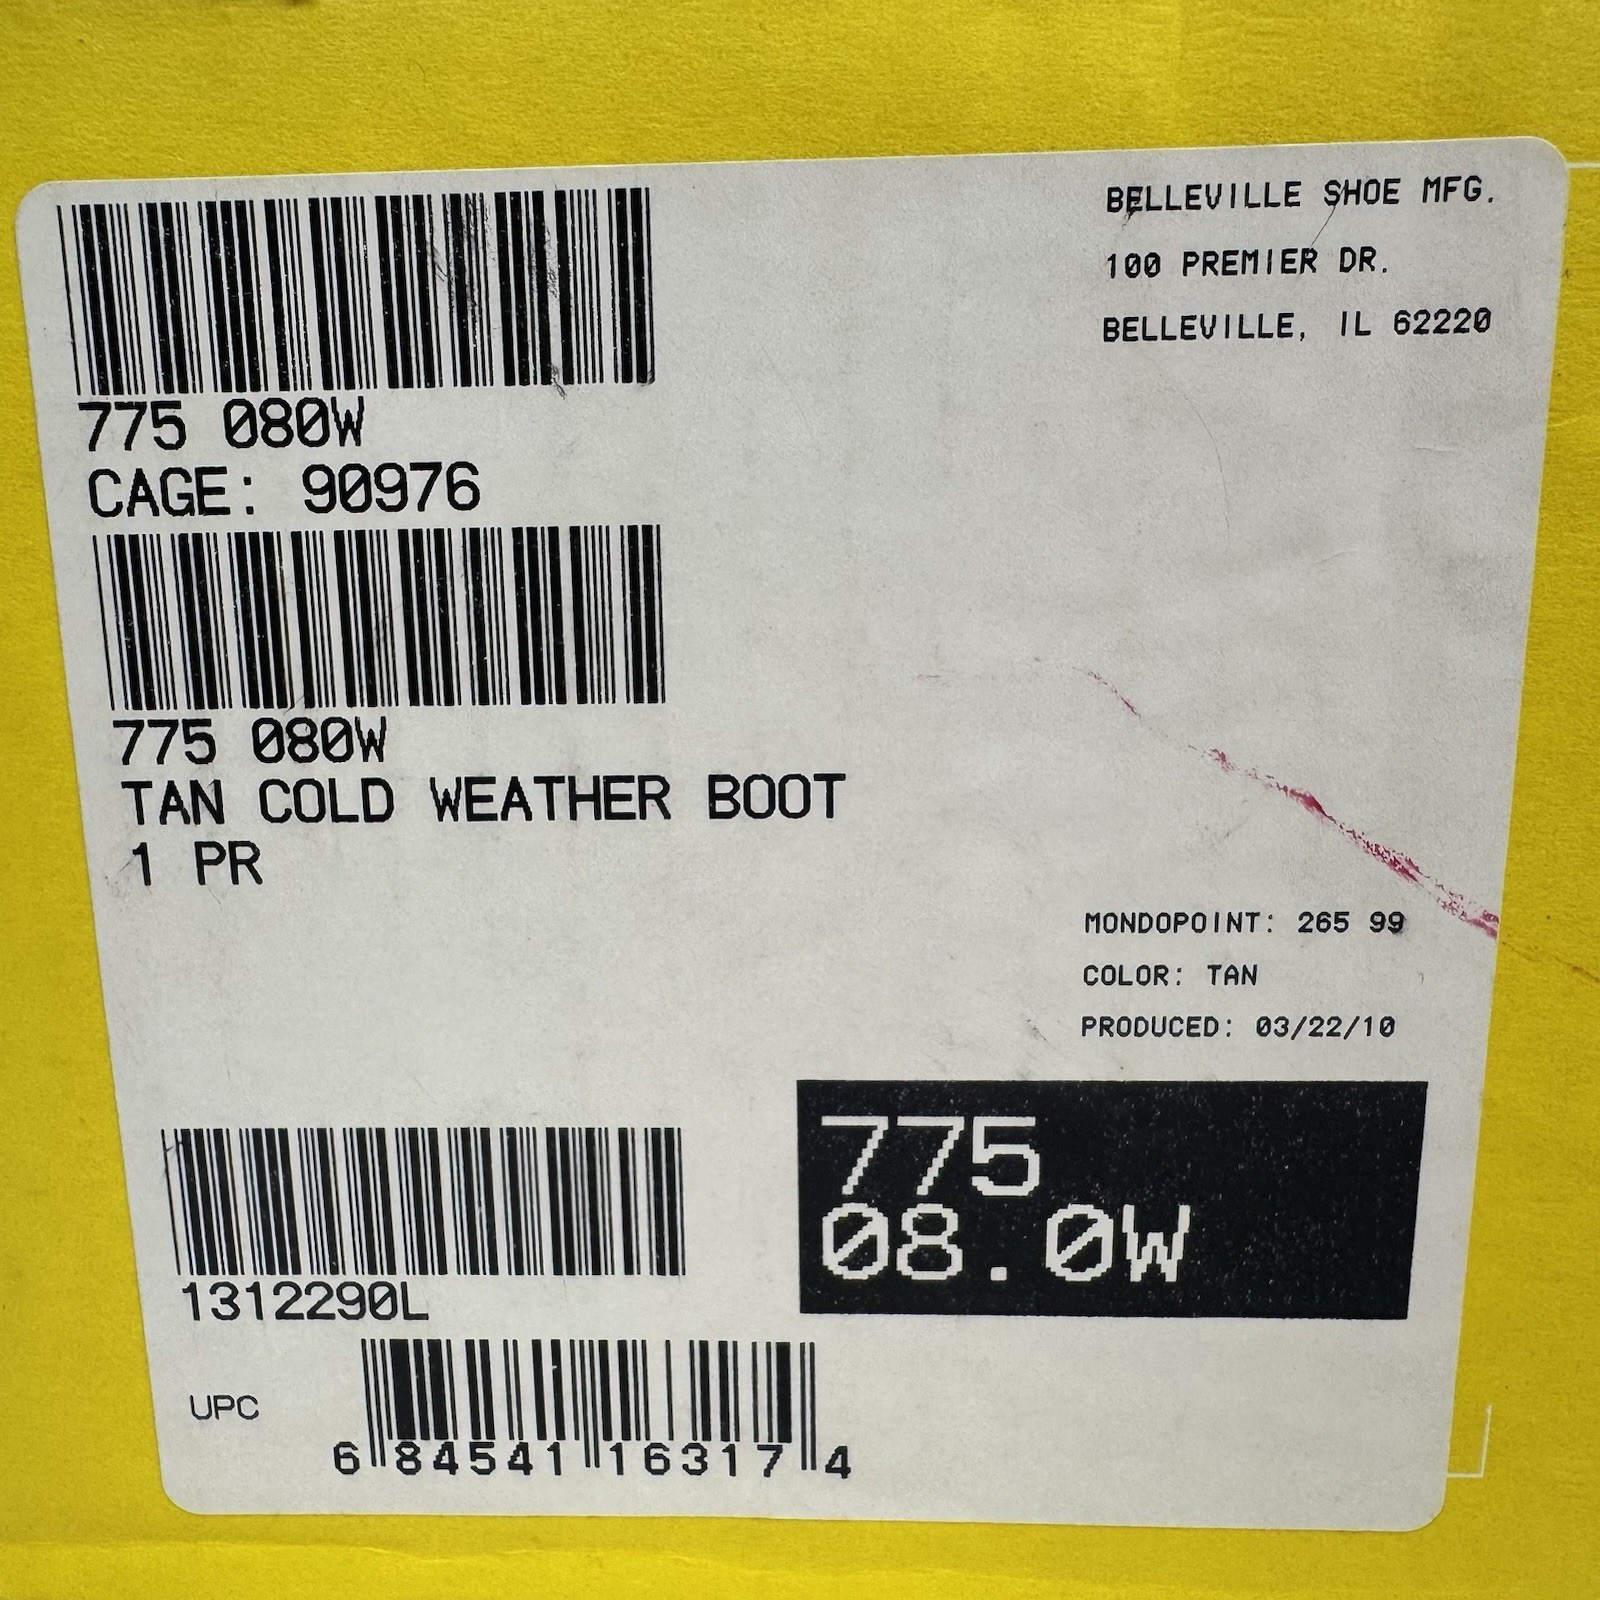 BELLEVILLE SHOE MFG.
100 PREMIER DR.
BELLEVILLE, IL 62220
775 080W
CAGE: 90976
775 080W
TAN COLD WEATHER BOOT
1 PR
MONDOPOINT: 265 99
COLOR: TAN
PRODUCED: 03/22/10
775
08.0W
1312290L
UPC
6 84541 16317 4